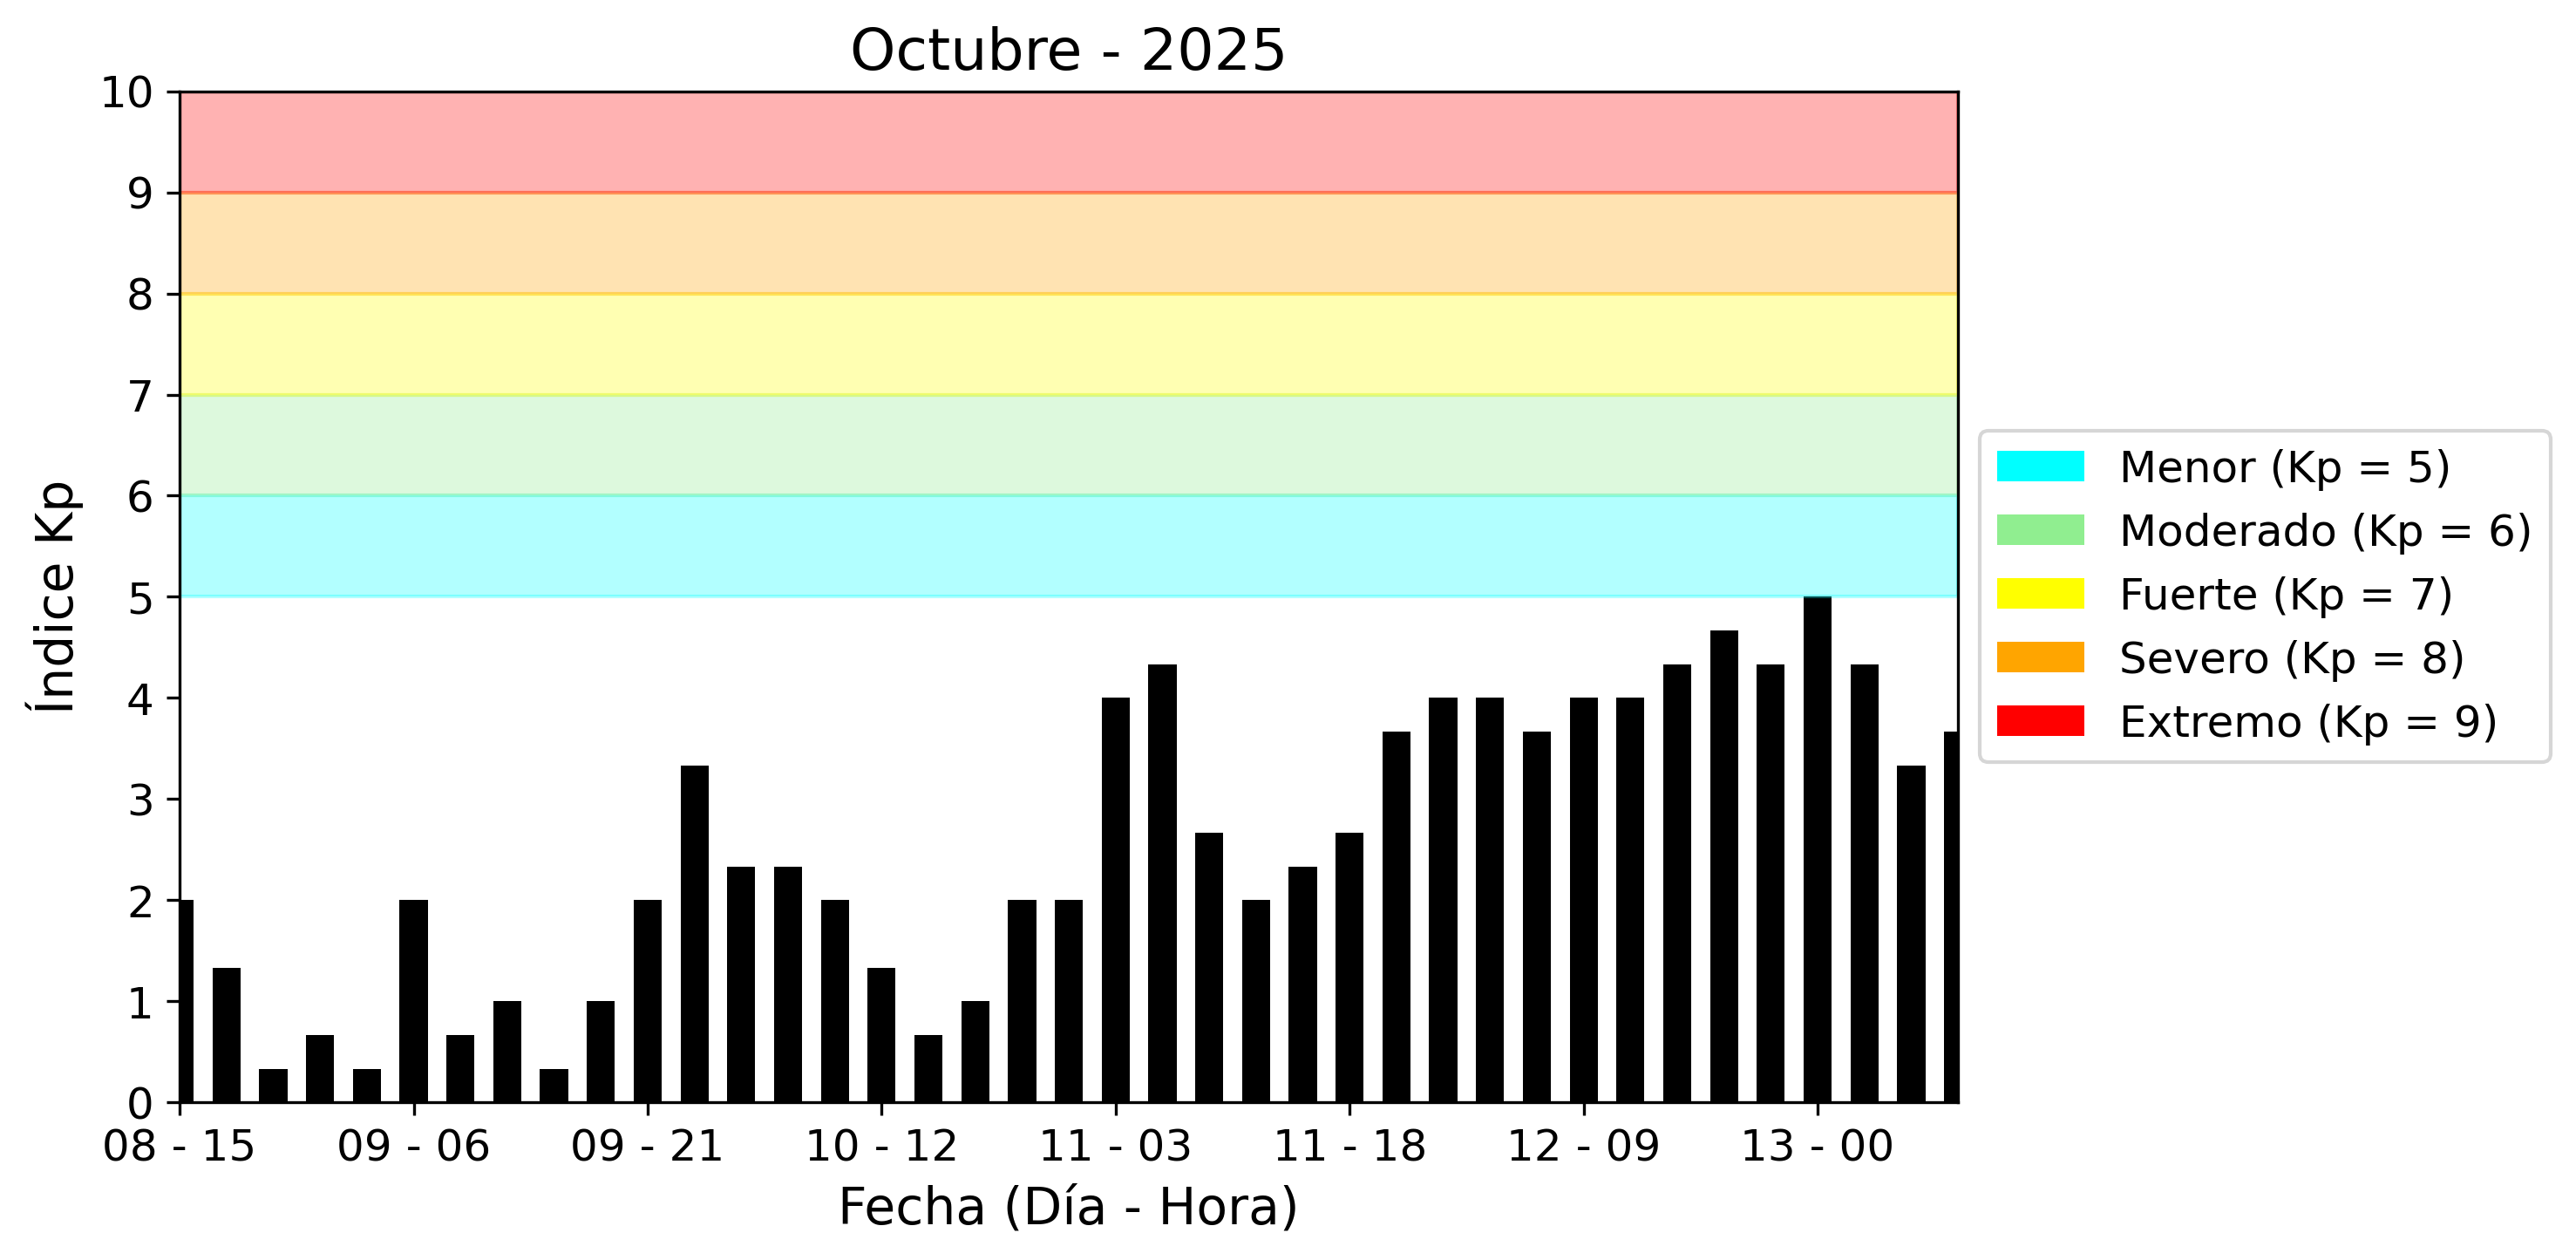 Octubre - 2025
10
9
8
7
6
5
4
3
2
1
0
Índice Kp
08 - 15
09 - 06
09 - 21
10 - 12
11 - 03
11 - 18
12 - 09
13 - 00
Fecha (Día - Hora)
Menor (Kp = 5)
Moderado (Kp = 6)
Fuerte (Kp = 7)
Severo (Kp = 8)
Extremo (Kp = 9)